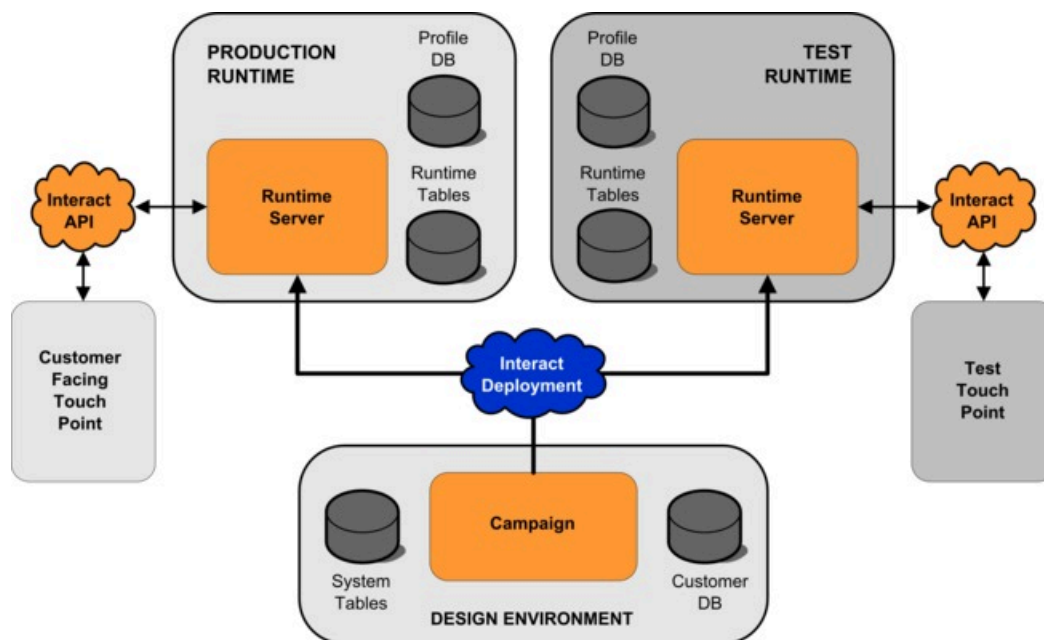 PRODUCTION
RUNTIME
Profile
DB
Runtime
Tables
Runtime
Server
Interact
API
Customer
Facing
Touch
Point
TEST
RUNTIME
Profile
DB
Runtime
Tables
Runtime
Server
Interact
API
Test
Touch
Point
Interact
Deployment
Campaign
System
Tables
Customer
DB
DESIGN ENVIRONMENT